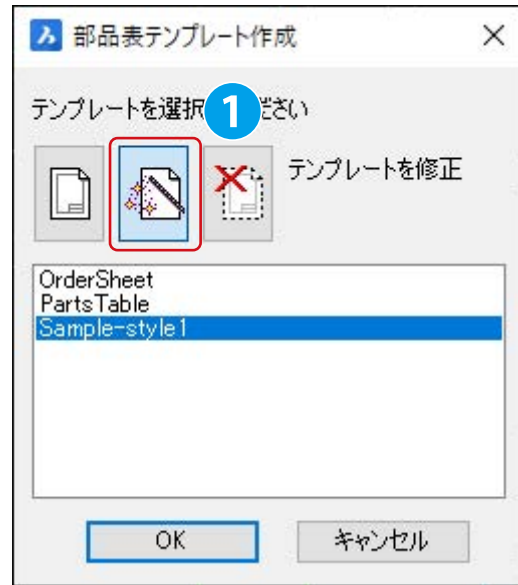 部品表テンプレート作成
テンプレートを選択 ださい
1
テンプレートを修正
OrderSheet
PartsTable
Sample-style1
OK
キャンセル